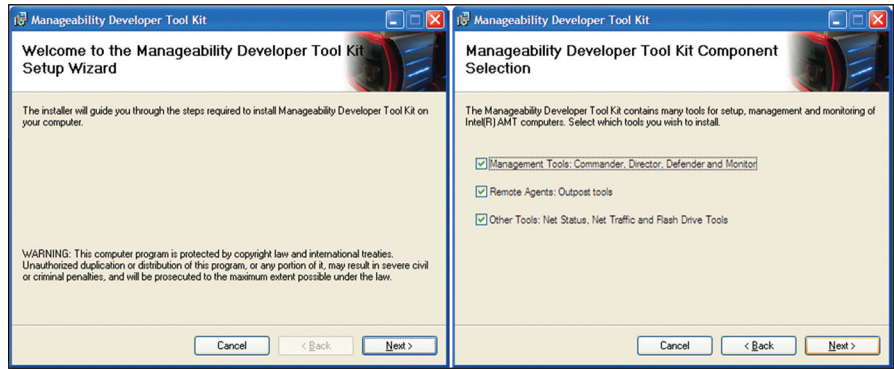 Manageability Developer Tool Kit
Welcome to the Manageability Developer Tool Kit
Setup Wizard
The installer will guide you through the steps required to install Manageability Developer Tool Kit on
your computer.
WARNING: This computer program is protected by copyright law and international treaties.
Unauthorized duplication or distribution of this program, or any portion of it, may result in severe civil
or criminal penalties, and will be prosecuted to the maximum extent possible under the law.
Cancel
< Back
Next >
Manageability Developer Tool Kit
Manageability Developer Tool Kit Component
Selection
The Manageability Developer Tool Kit contains many tools for setup, management and monitoring of
Intel(R) AMT computers. Select which tools you wish to install.
Management Tools: Commander, Director, Defender and Monitor
Remote Agents: Outpost tools
Other Tools: Net Status, Net Traffic and Flash Drive Tools
Cancel
< Back
Next >